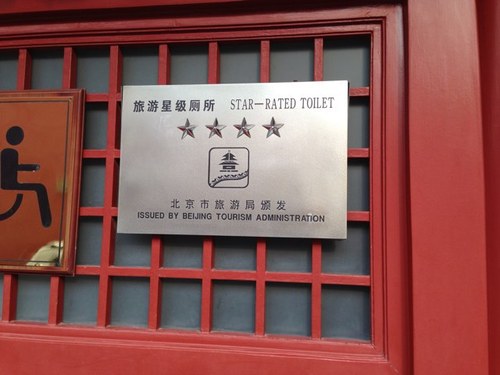 旅游星级厕所 STAR—RATED TOILET
北京市旅游局颁发
ISSUED BY BEIJING TOURISM ADMINISTRATION